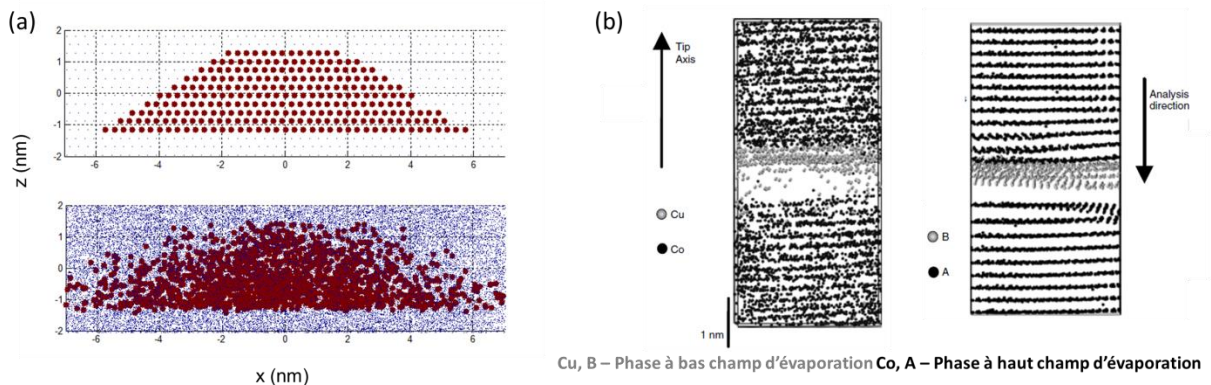 (a)
2
1
0
-1
-2
-6
-4
-2
0
2
4
6
z (nm)
2
1
0
-1
-2
-6
-4
-2
0
2
4
6
x (nm)
(b)
Tip
Axis
Cu
Co
1 nm
Analysis
direction
B
A
Cu, B – Phase à bas champ d’évaporation Co, A – Phase à haut champ d’évaporation